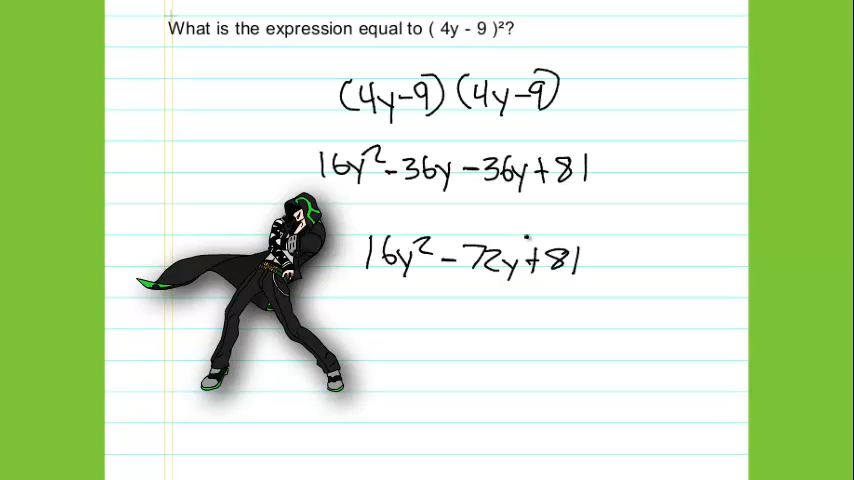 What is the expression equal to ( 4y - 9 )²?
(4y-9) (4y-9)
16y² - 36y - 36y + 81
16y² - 72y + 81